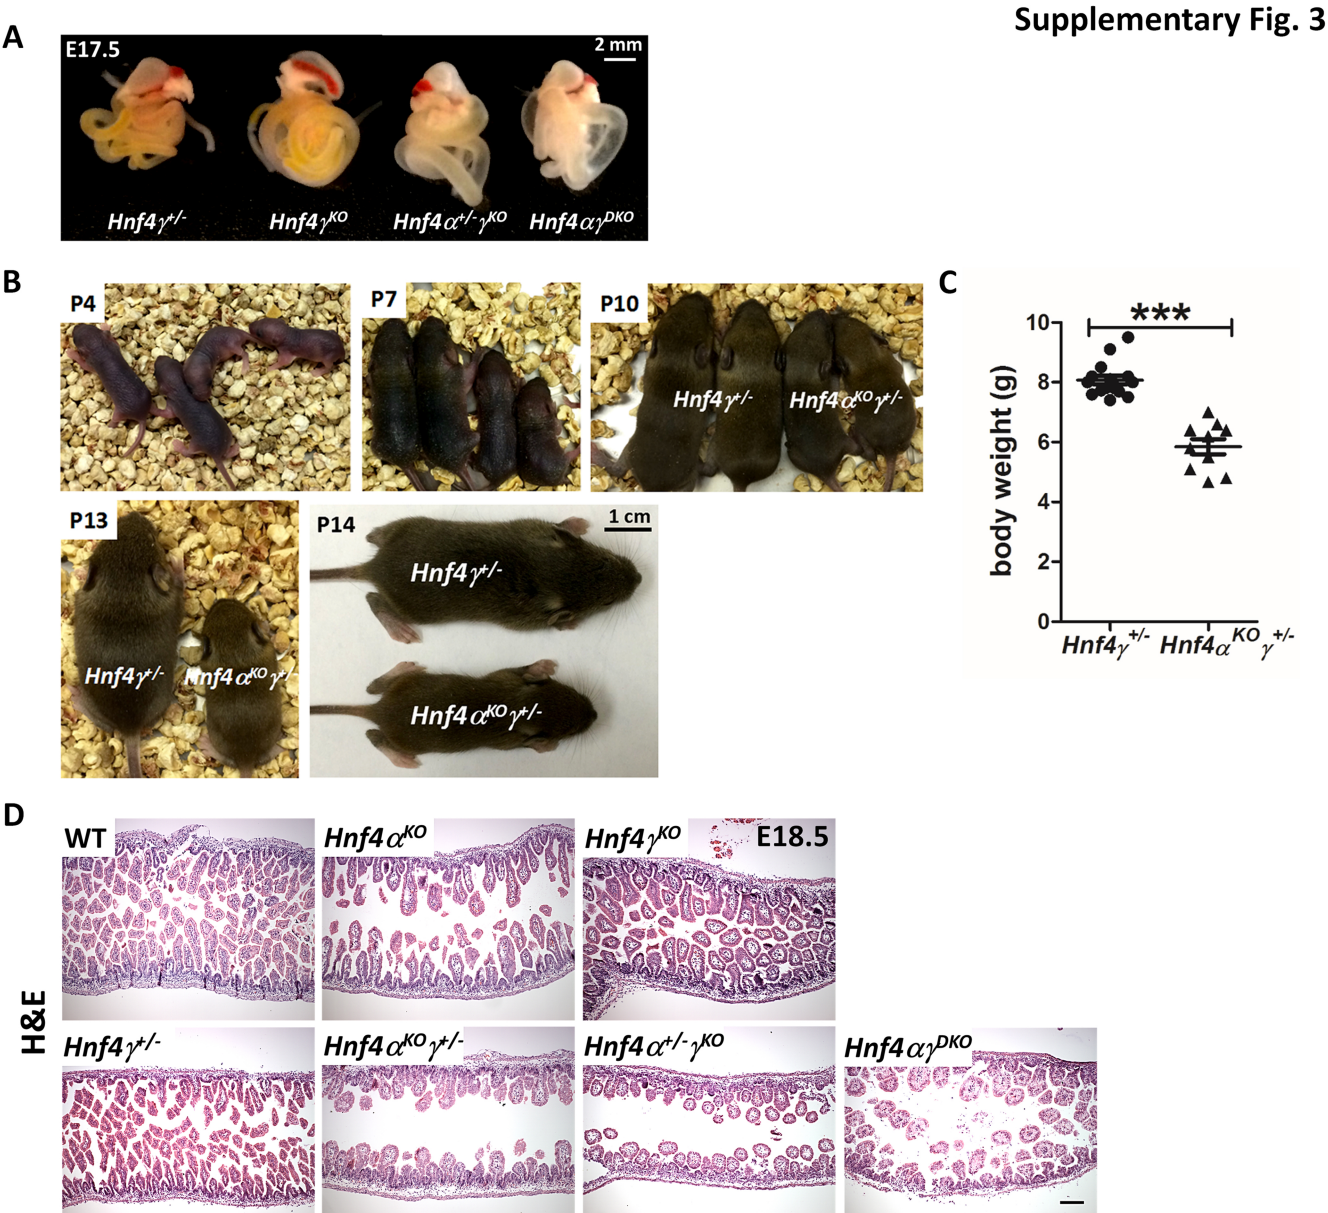 Supplementary Fig. 3
A
E17.5
2 mm
Hnf4γ+/-
Hnf4γKO
Hnf4α+/-γKO
Hnf4αγDKO
B
P4
P7
P10
Hnf4γ+/-
Hnf4αKOγ+/-
P13
Hnf4γ+/-
Hnf4αKOγ+/-
P14
1 cm
Hnf4γ+/-
Hnf4αKOγ+/-
C
***
10
8
6
4
2
0
body weight (g)
Hnf4γ+/-
Hnf4αKOγ+/-
D
H&E
WT
Hnf4αKO
Hnf4γKO
E18.5
Hnf4γ+/-
Hnf4αKOγ+/-
Hnf4α+/-γKO
Hnf4αγDKO